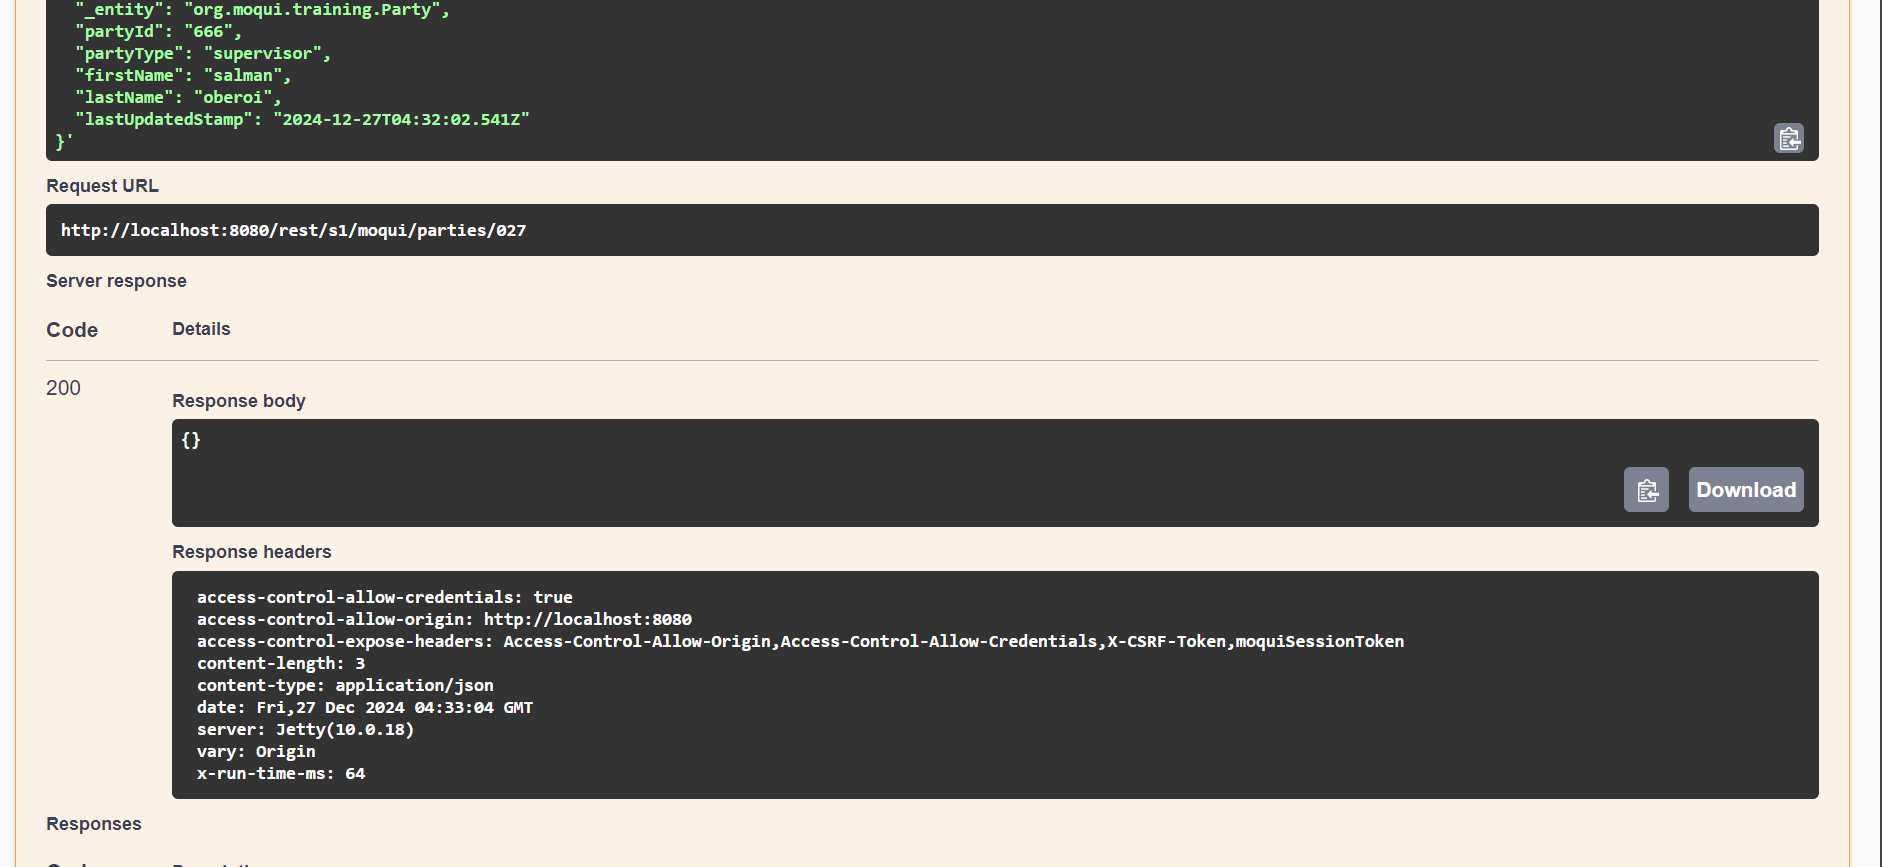 "_entity": "org.moqui.training.Party",
"partyId": "666",
"partyType": "supervisor",
"firstName": "salman",
"lastName": "oberoi",
"lastUpdatedStamp": "2024-12-27T04:32:02.541Z"
}'
Request URL
http://localhost:8080/rest/s1/moqui/parties/027
Server response
Code Details
200
Response body
{}
Download
Response headers
access-control-allow-credentials: true
access-control-allow-origin: http://localhost:8080
access-control-expose-headers: Access-Control-Allow-Origin,Access-Control-Allow-Credentials,X-CSRF-Token,moquiSessionToken
content-length: 3
content-type: application/json
date: Fri,27 Dec 2024 04:33:04 GMT
server: Jetty(10.0.18)
vary: Origin
x-run-time-ms: 64
Responses